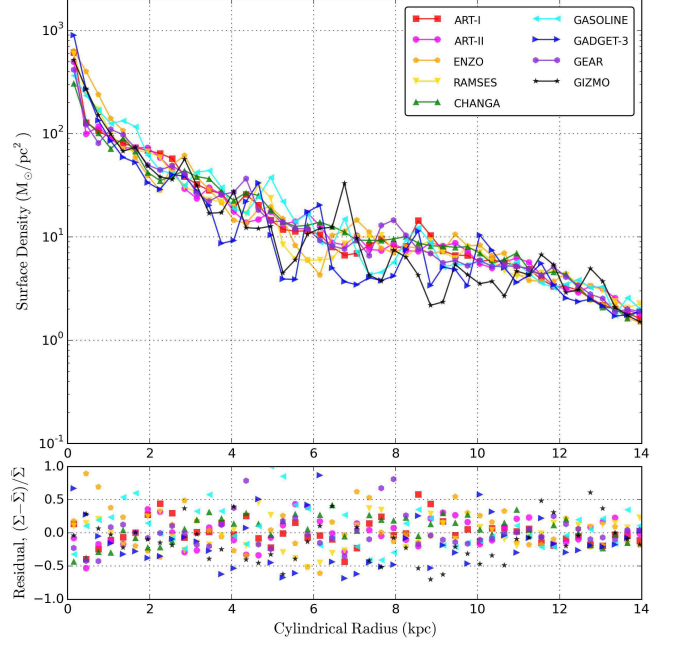 10³
10²
10¹
10⁰
10⁻¹
Surface Density (M⊙/pc²)
ART-I
ART-II
ENZO
RAMSES
CHANGA
GASOLINE
GADGET-3
GEAR
GIZMO
0 2 4 6 8 10 12 14
1.0
0.5
0.0
−0.5
−1.0
Residual, (Σ−Σ̄)/Σ̄
0 2 4 6 8 10 12 14
Cylindrical Radius (kpc)